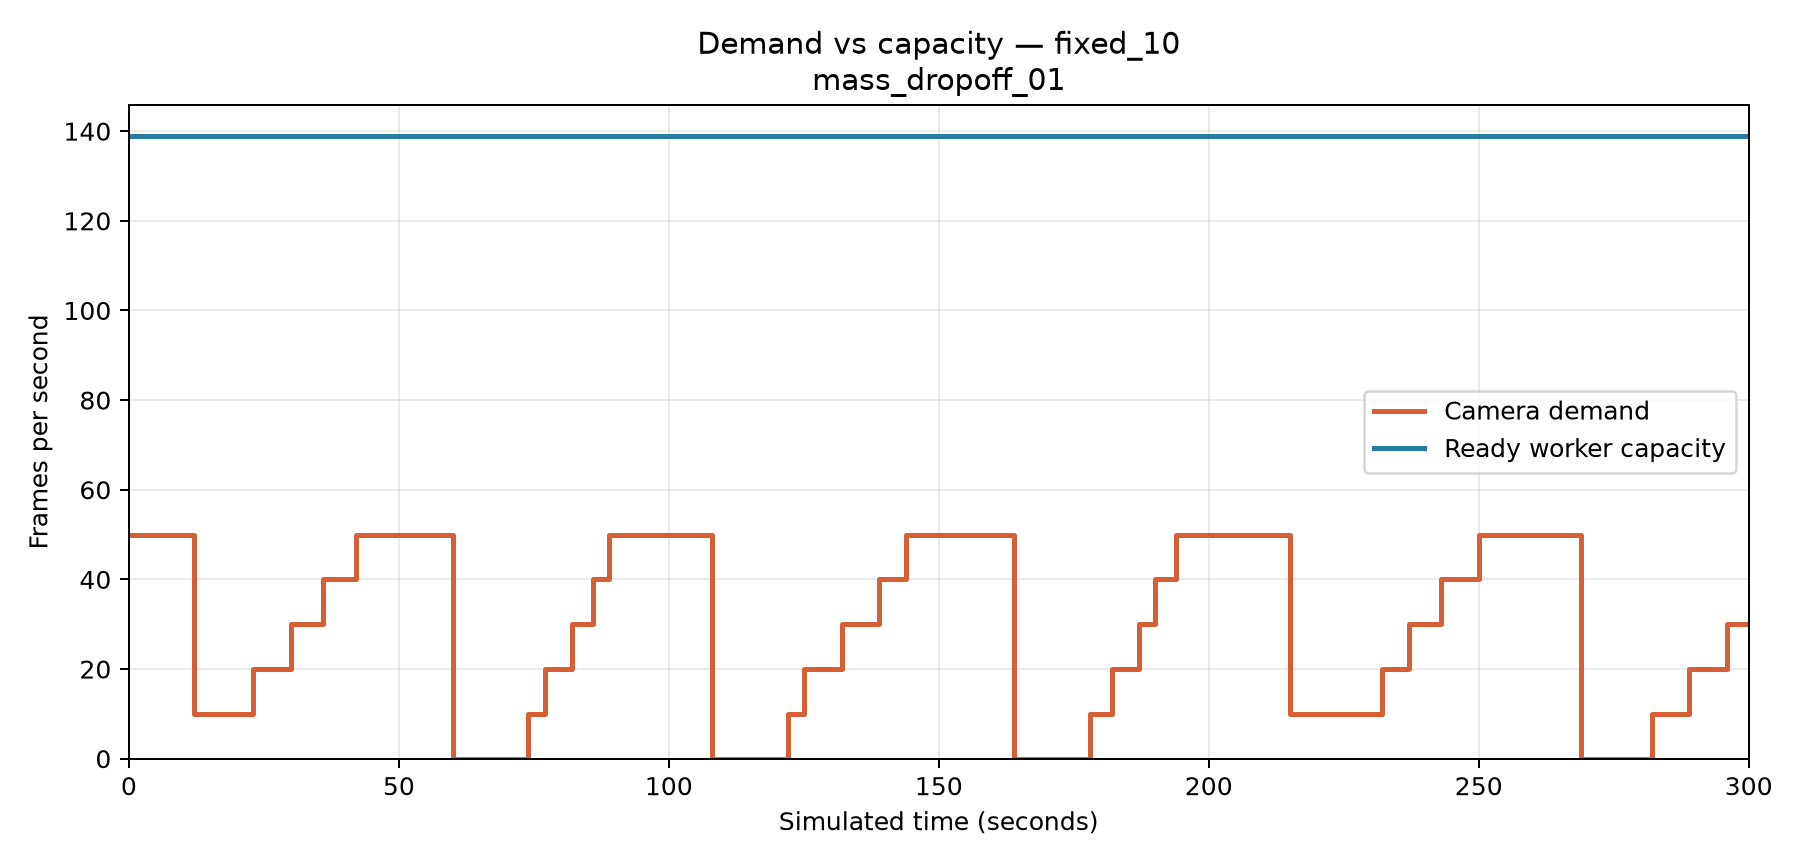 Demand vs capacity — fixed_10
mass_dropoff_01
Frames per second
140
120
100
80
60
40
20
0
Camera demand
Ready worker capacity
0 50 100 150 200 250 300
Simulated time (seconds)